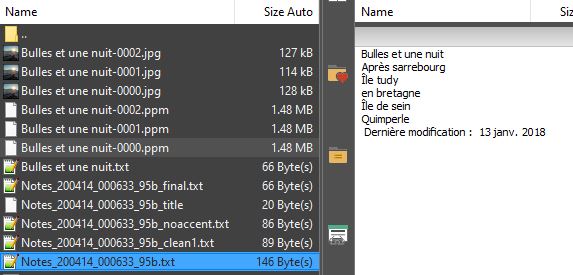 Name Size Auto
..
Bulles et une nuit-0002.jpg 127 kB
Bulles et une nuit-0001.jpg 114 kB
Bulles et une nuit-0000.jpg 128 kB
Bulles et une nuit-0002.ppm 1.48 MB
Bulles et une nuit-0001.ppm 1.48 MB
Bulles et une nuit-0000.ppm 1.48 MB
Bulles et une nuit.txt 66 Byte(s)
Notes_200414_000633_95b_final.txt 66 Byte(s)
Notes_200414_000633_95b_title 20 Byte(s)
Notes_200414_000633_95b_noaccent.txt 86 Byte(s)
Notes_200414_000633_95b_clean1.txt 89 Byte(s)
Notes_200414_000633_95b.txt 146 Byte(s)
Name
Bulles et une nuit
Après sarrebourg
Île tudy
en bretagne
Île de sein
Quimperle
Dernière modification : 13 janv. 2018